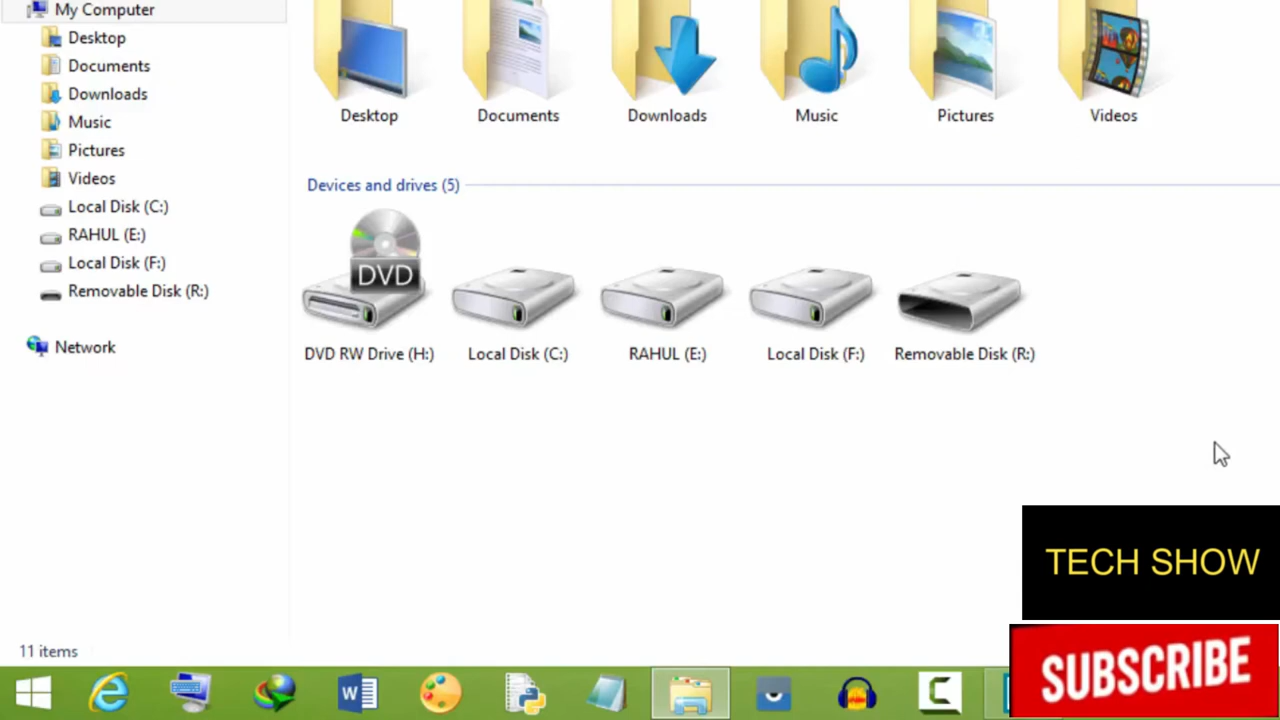 My Computer
Desktop
Documents
Downloads
Music
Pictures
Videos
Local Disk (C:)
RAHUL (E:)
Local Disk (F:)
Removable Disk (R:)
Network
Desktop
Documents
Downloads
Music
Pictures
Videos
Devices and drives (5)
DVD
DVD RW Drive (H:)
Local Disk (C:)
RAHUL (E:)
Local Disk (F:)
Removable Disk (R:)
TECH SHOW
SUBSCRIBE
11 items